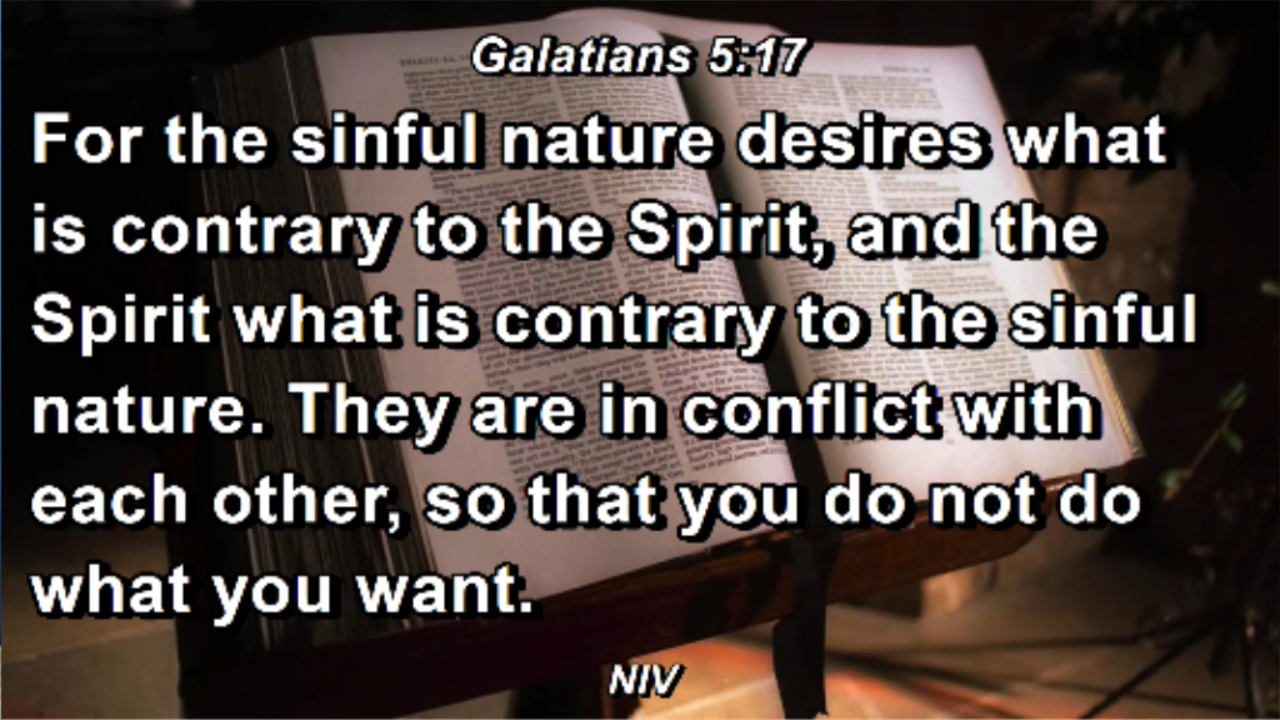 Galatians 5:17
For the sinful nature desires what
is contrary to the Spirit, and the
Spirit what is contrary to the sinful
nature. They are in conflict with
each other, so that you do not do
what you want.
NIV